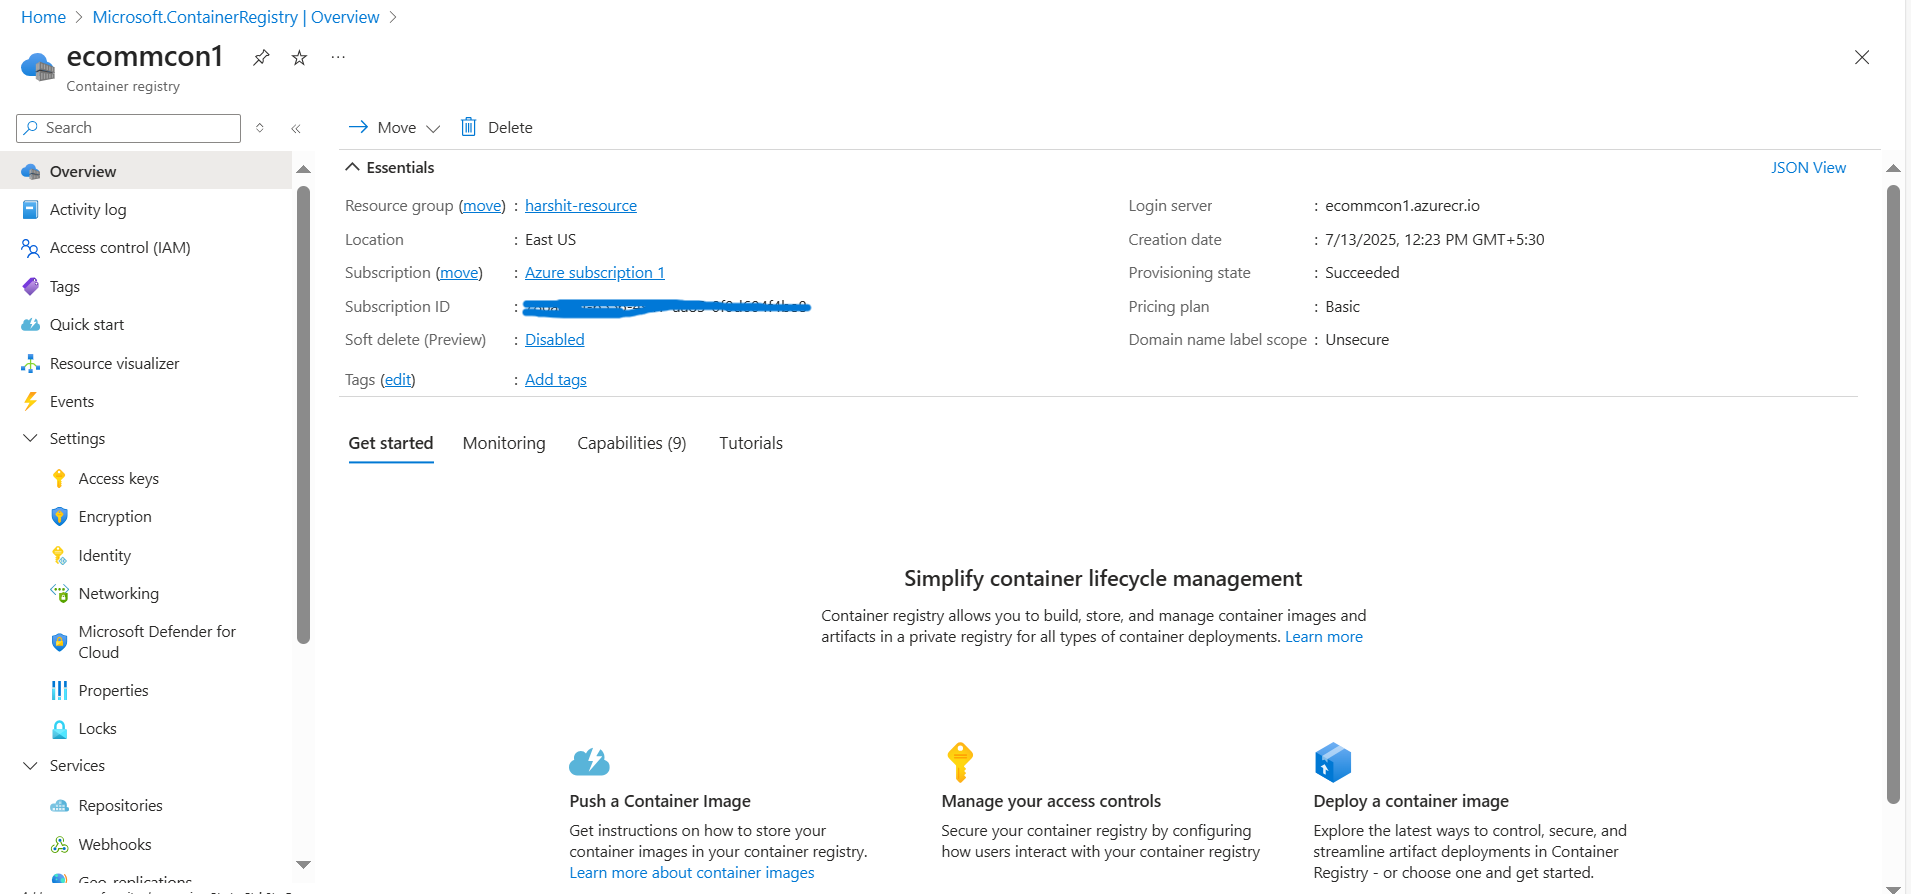 Home > Microsoft.ContainerRegistry | Overview >
ecommcon1
Container registry
Search
Overview
Activity log
Access control (IAM)
Tags
Quick start
Resource visualizer
Events
Settings
Access keys
Encryption
Identity
Networking
Microsoft Defender for
Cloud
Properties
Locks
Services
Repositories
Webhooks
Geo-replications
Move
Delete
Essentials
JSON View
Resource group (move) : harshit-resource
Location : East US
Subscription (move) : Azure subscription 1
Subscription ID :
Soft delete (Preview) : Disabled
Tags (edit) : Add tags
Login server : ecommcon1.azurecr.io
Creation date : 7/13/2025, 12:23 PM GMT+5:30
Provisioning state : Succeeded
Pricing plan : Basic
Domain name label scope : Unsecure
Get started Monitoring Capabilities (9) Tutorials
Simplify container lifecycle management
Container registry allows you to build, store, and manage container images and
artifacts in a private registry for all types of container deployments. Learn more
Push a Container Image
Get instructions on how to store your
container images in your container registry.
Learn more about container images
Manage your access controls
Secure your container registry by configuring
how users interact with your container registry
Deploy a container image
Explore the latest ways to control, secure, and
streamline artifact deployments in Container
Registry - or choose one and get started.